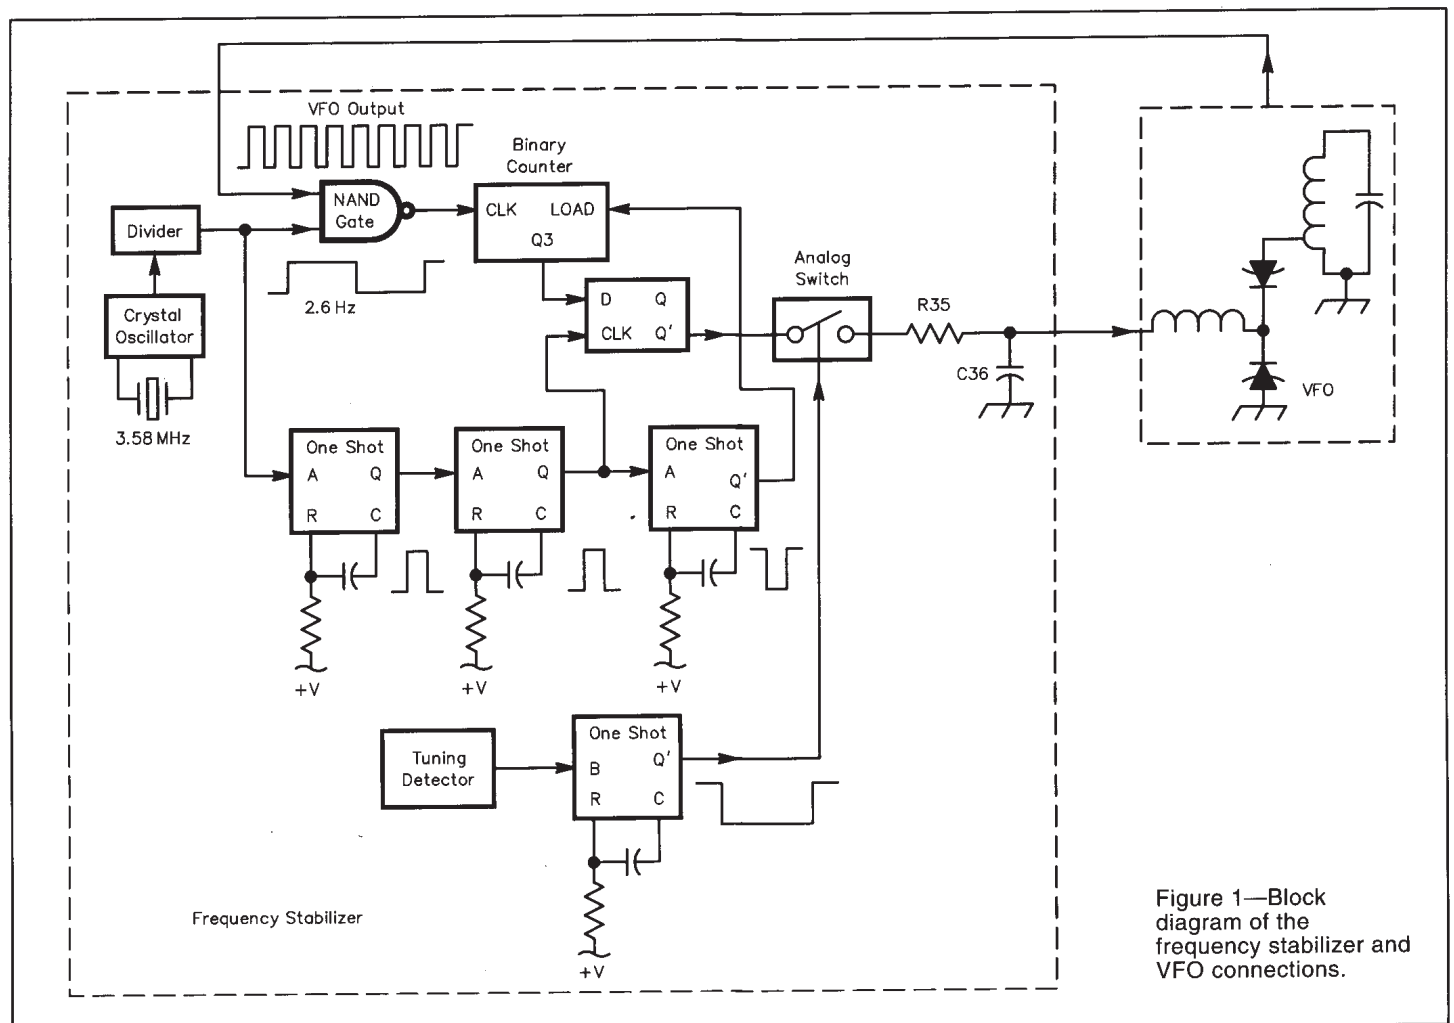 VFO Output
Binary
Counter
NAND
Gate
CLK LOAD
Q3
Divider
2.6 Hz
Crystal
Oscillator
3.58 MHz
D Q
CLK Q'
Analog
Switch
R35
C36
VFO
One Shot
A Q
R C
+V
One Shot
A Q
R C
+V
One Shot
A Q'
R C
+V
Tuning
Detector
One Shot
Q'
B
R C
+V
Frequency Stabilizer
Figure 1—Block
diagram of the
frequency stabilizer and
VFO connections.